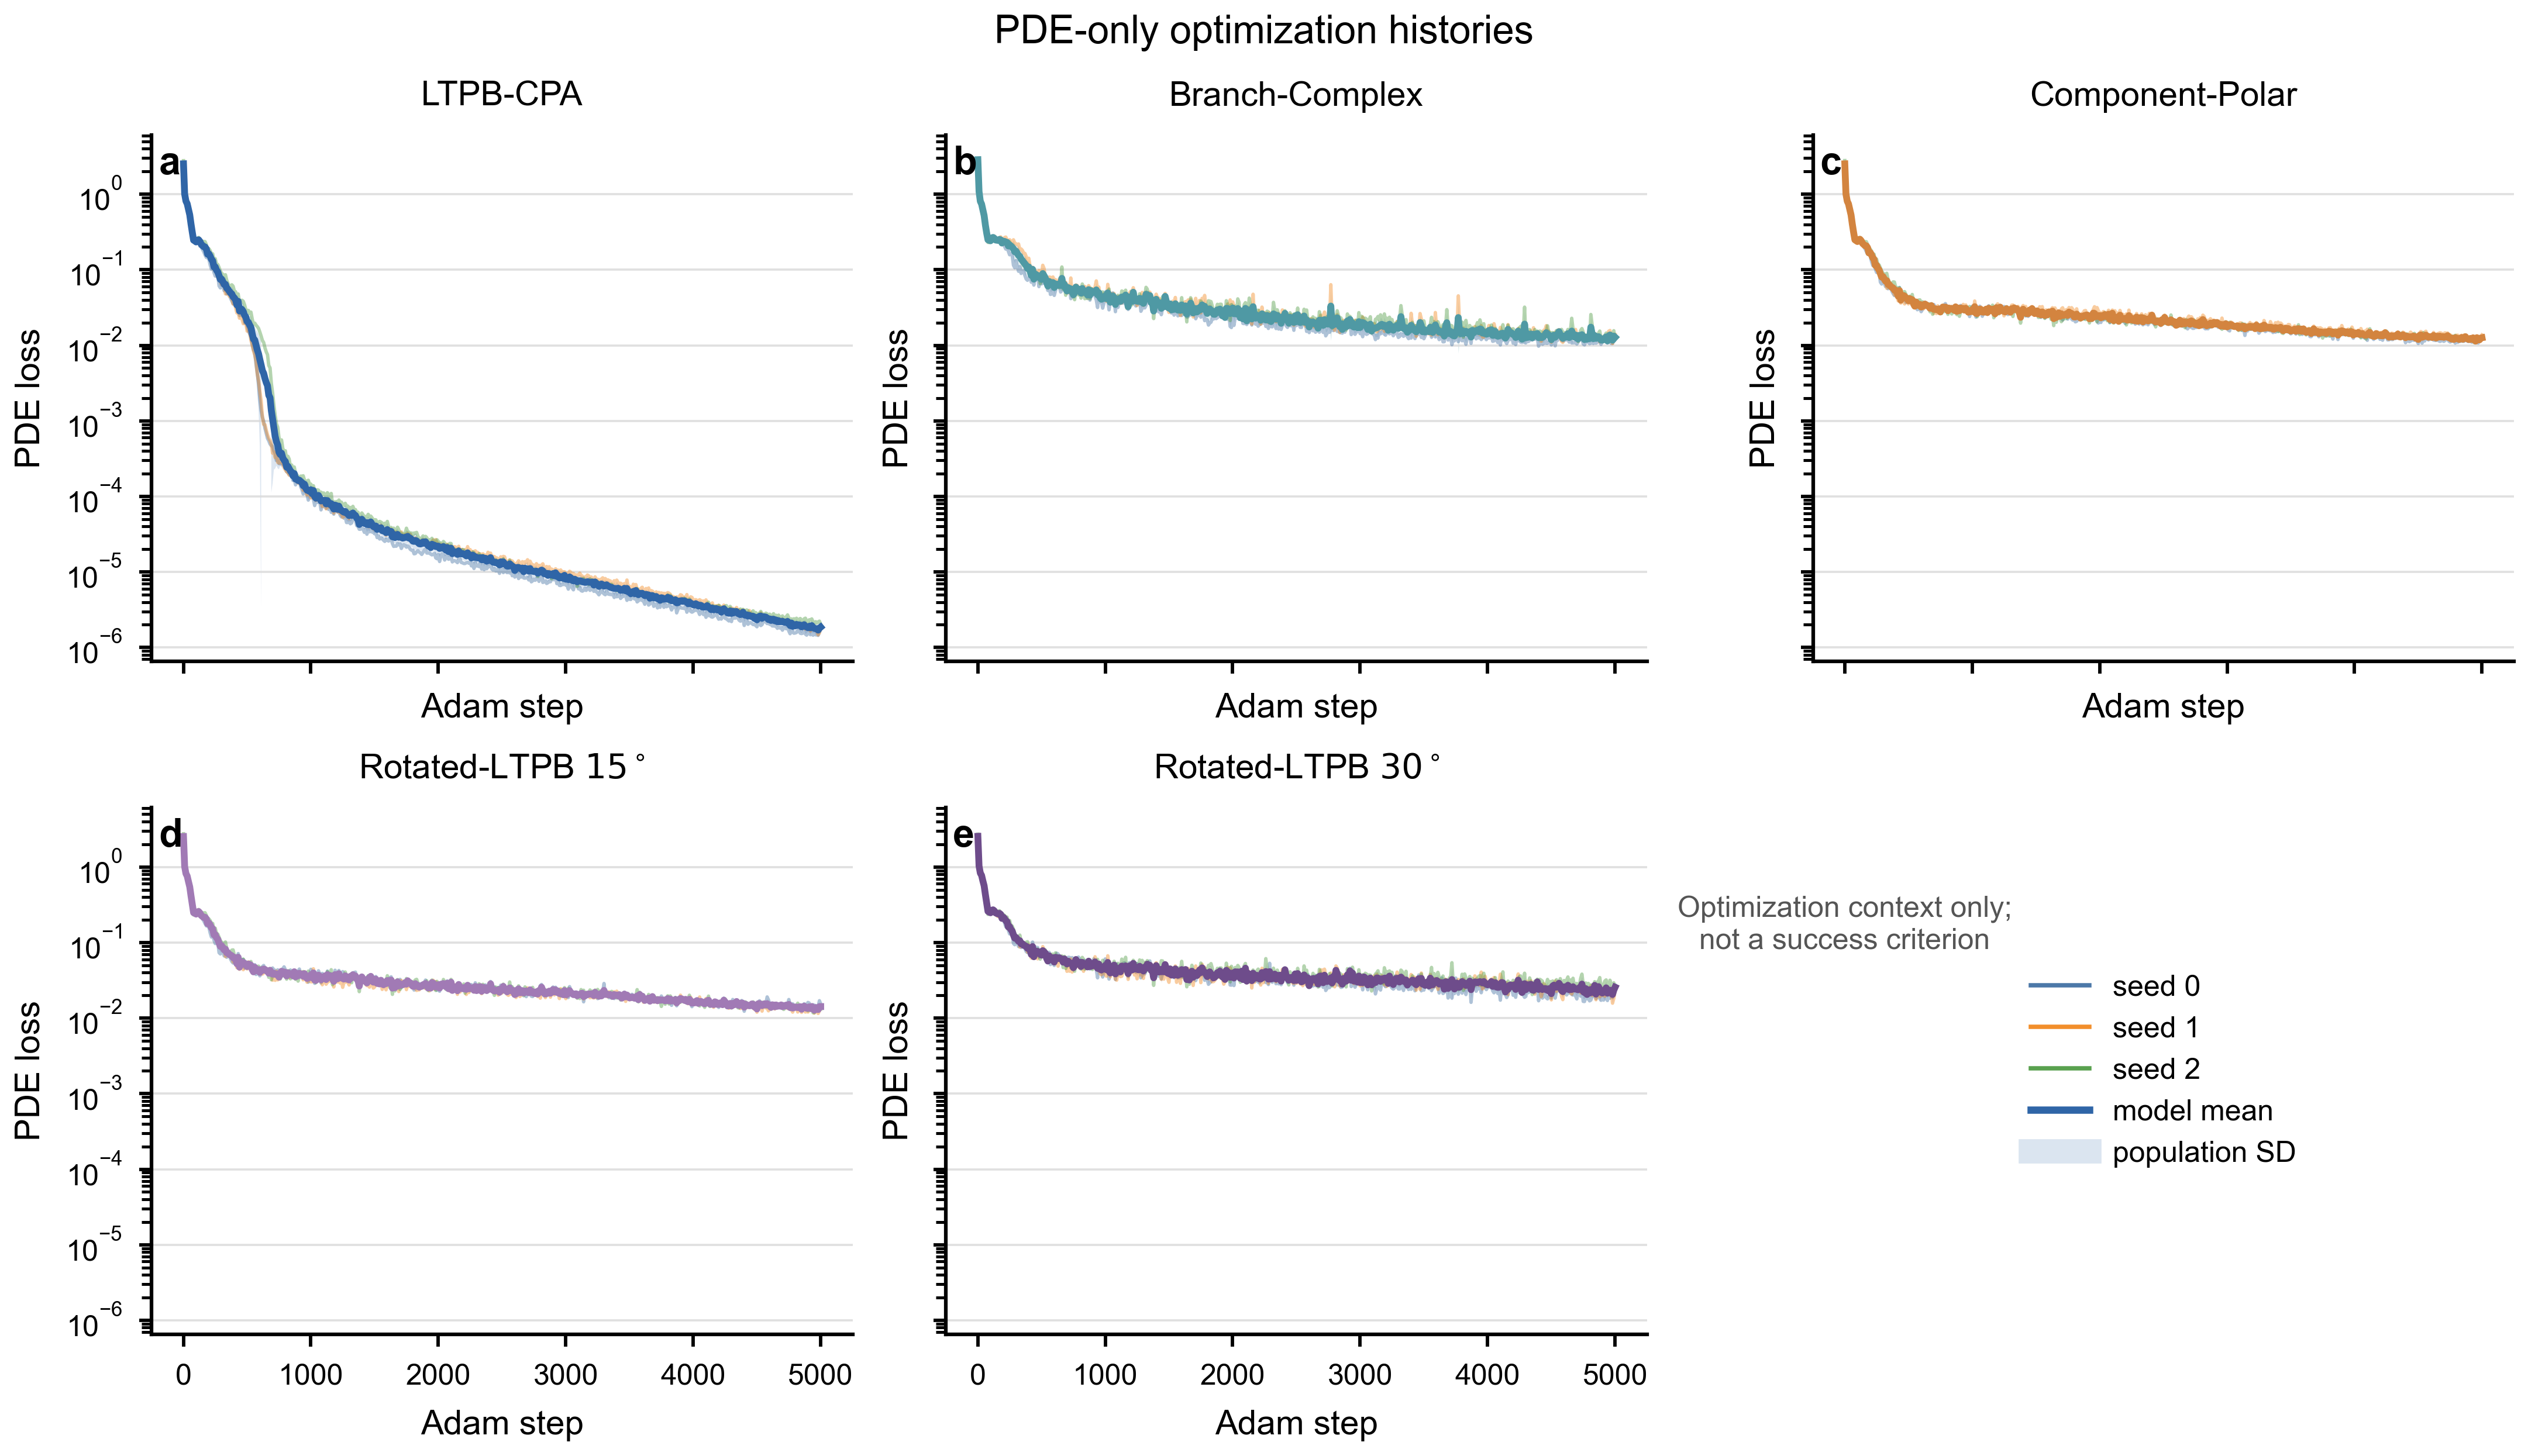 PDE-only optimization histories
LTPB-CPA
Branch-Complex
Component-Polar
a
b
c
10⁰
10⁻¹
10⁻²
10⁻³
10⁻⁴
10⁻⁵
10⁻⁶
PDE loss
PDE loss
PDE loss
Adam step
Adam step
Adam step
Rotated-LTPB 15°
Rotated-LTPB 30°
d
e
10⁰
10⁻¹
10⁻²
10⁻³
10⁻⁴
10⁻⁵
10⁻⁶
PDE loss
PDE loss
0 1000 2000 3000 4000 5000
0 1000 2000 3000 4000 5000
Adam step
Adam step
Optimization context only;
not a success criterion
seed 0
seed 1
seed 2
model mean
population SD